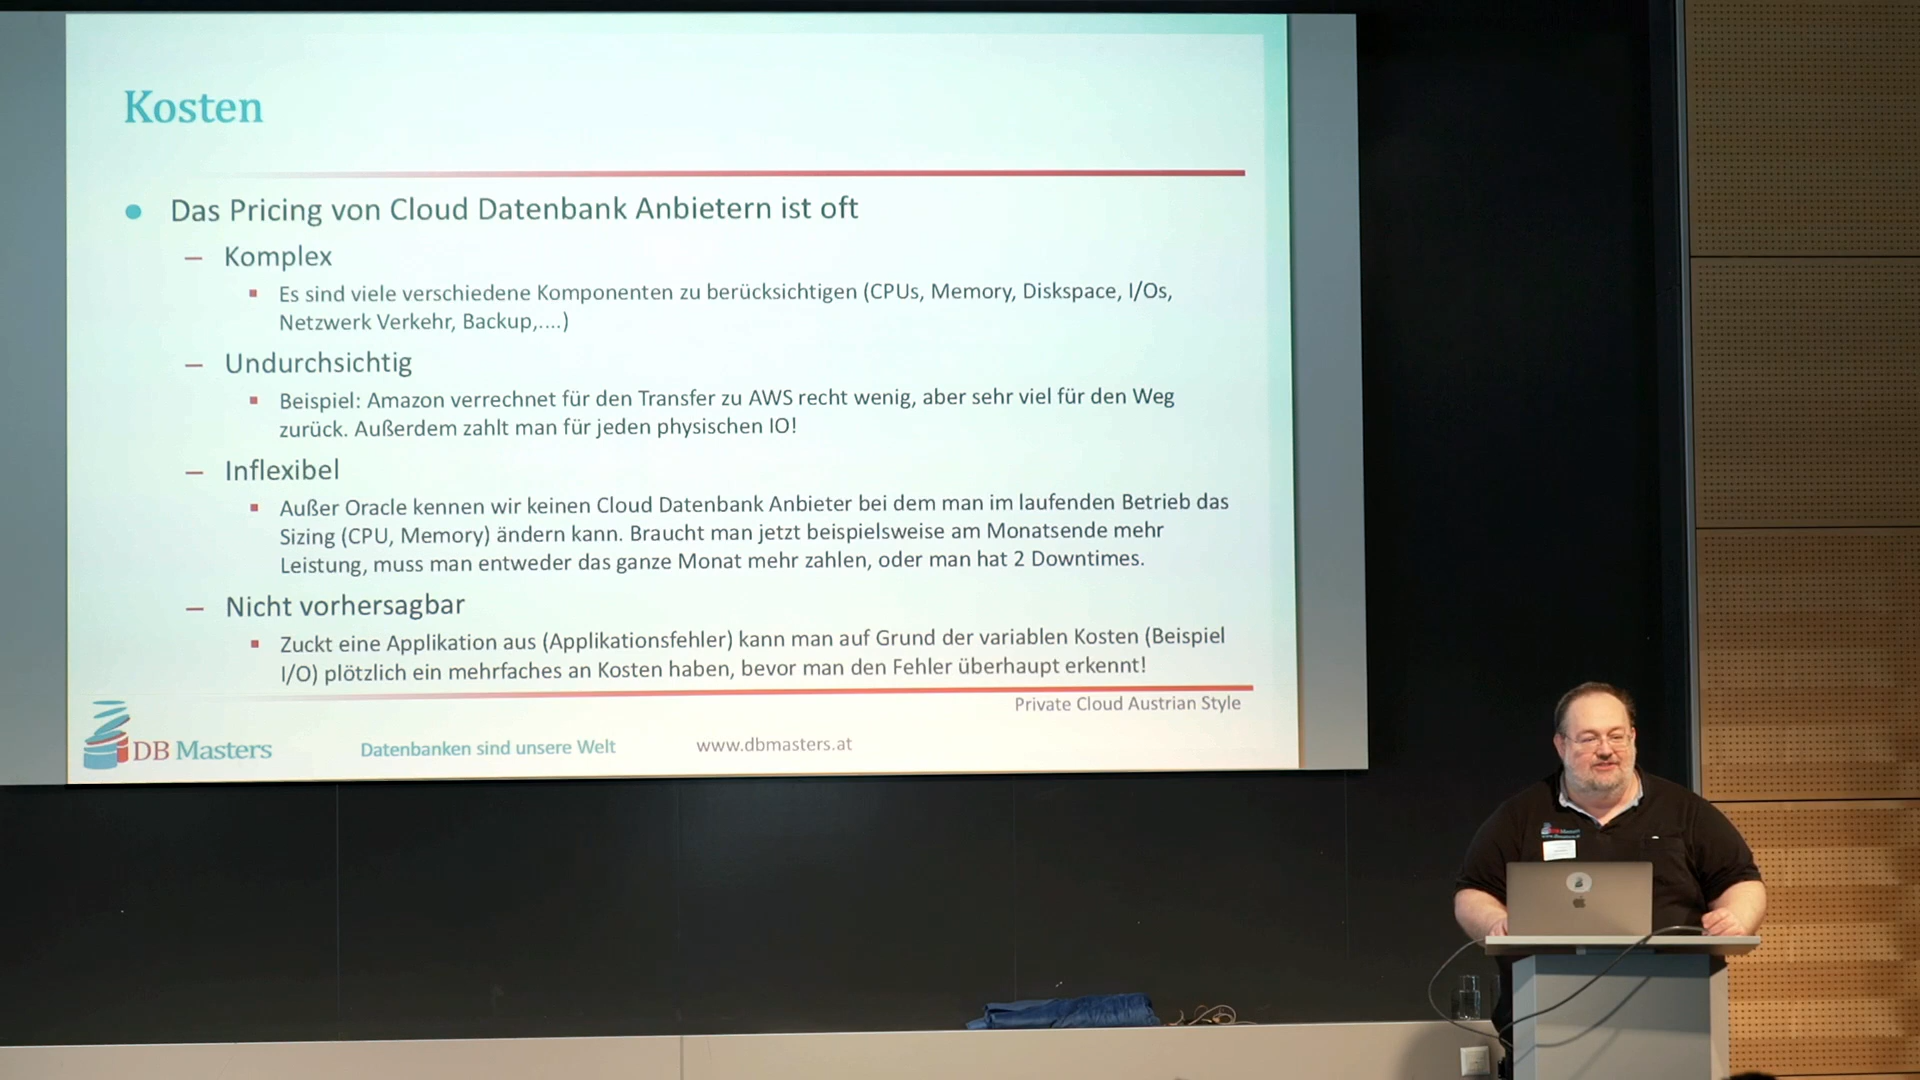 Kosten
Das Pricing von Cloud Datenbank Anbietern ist oft
Komplex
Es sind viele verschiedene Komponenten zu berücksichtigen (CPUs, Memory, Diskspace, I/Os,
Netzwerk Verkehr, Backup,....)
Undurchsichtig
Beispiel: Amazon verrechnet für den Transfer zu AWS recht wenig, aber sehr viel für den Weg
zurück. Außerdem zahlt man für jeden physischen IO!
Inflexibel
Außer Oracle kennen wir keinen Cloud Datenbank Anbieter bei dem man im laufenden Betrieb das
Sizing (CPU, Memory) ändern kann. Braucht man jetzt beispielsweise am Monatsende mehr
Leistung, muss man entweder das ganze Monat mehr zahlen, oder man hat 2 Downtimes.
Nicht vorhersagbar
Zuckt eine Applikation aus (Applikationsfehler) kann man auf Grund der variablen Kosten (Beispiel
I/O) plötzlich ein mehrfaches an Kosten haben, bevor man den Fehler überhaupt erkennt!
Private Cloud Austrian Style
DB Masters
Datenbanken sind unsere Welt
www.dbmasters.at